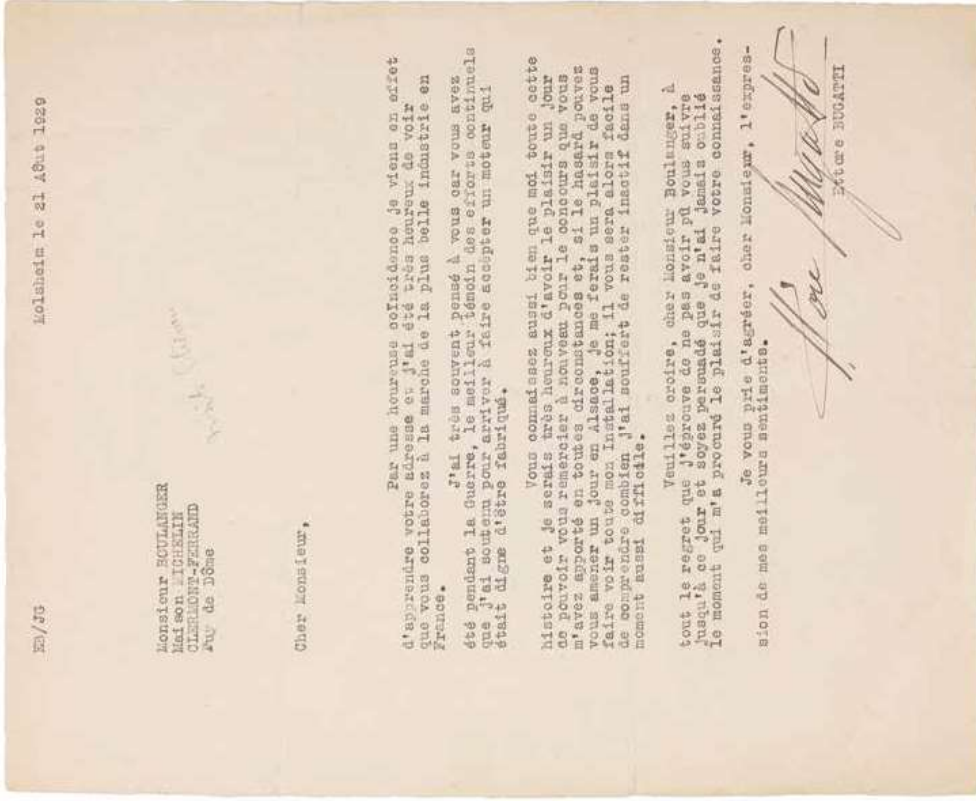 EB/JG
Molsheim le 21 Août 1929
Monsieur BOULANGER
Maison MICHELIN
CLERMONT-FERRAND
Puy de Dôme
Cher Monsieur,
Par une heureuse coïncidence je viens en effet
d'apprendre votre adresse et j'ai été très heureux de voir
que vous collaborez à la marche de la plus belle industrie en
France.
J'ai très souvent pensé à vous car vous avez
été pendant la Guerre, le meilleur témoin des efforts continuels
que j'ai soutenu pour arriver à faire accepter un moteur qui
était digne d'être fabriqué.
Vous connaissez aussi bien que moi toute cette
histoire et je serais très heureux d'avoir le plaisir un jour
de pouvoir vous remercier à nouveau pour le concours que vous
m'avez apporté en toutes circonstances et, si le hasard pouvez
vous amener un jour en Alsace, je me ferais un plaisir de vous
faire voir toute mon Installation; il vous sera alors facile
de comprendre combien j'ai souffert de rester inactif dans un
moment aussi difficile.
Veuillez croire, cher Monsieur Boulanger, à
tout le regret que j'éprouve de ne pas avoir pû vous suivre
jusqu'à ce jour et soyez persuadé que je n'ai jamais oublié
le moment qui m'a procuré le plaisir de faire votre connaissance.
Je vous prie d'agréer, cher Monsieur, l'expres-
sion de mes meilleurs sentiments.
Ettore Bugatti
Ettore BUGATTI